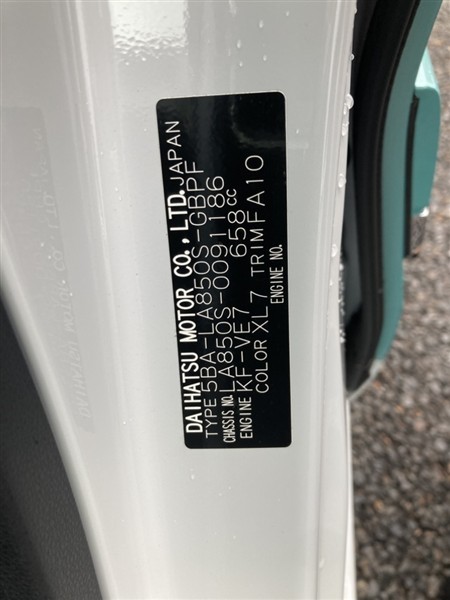 DAIHATSU MOTOR CO., LTD. JAPAN
TYPE 5BA-LA850S-GBPF
CHASSIS NO. LA850S-0091186
ENGINE KF-VE7 658cc
COLOR XL7 TRIM FA10
ENGINE NO.